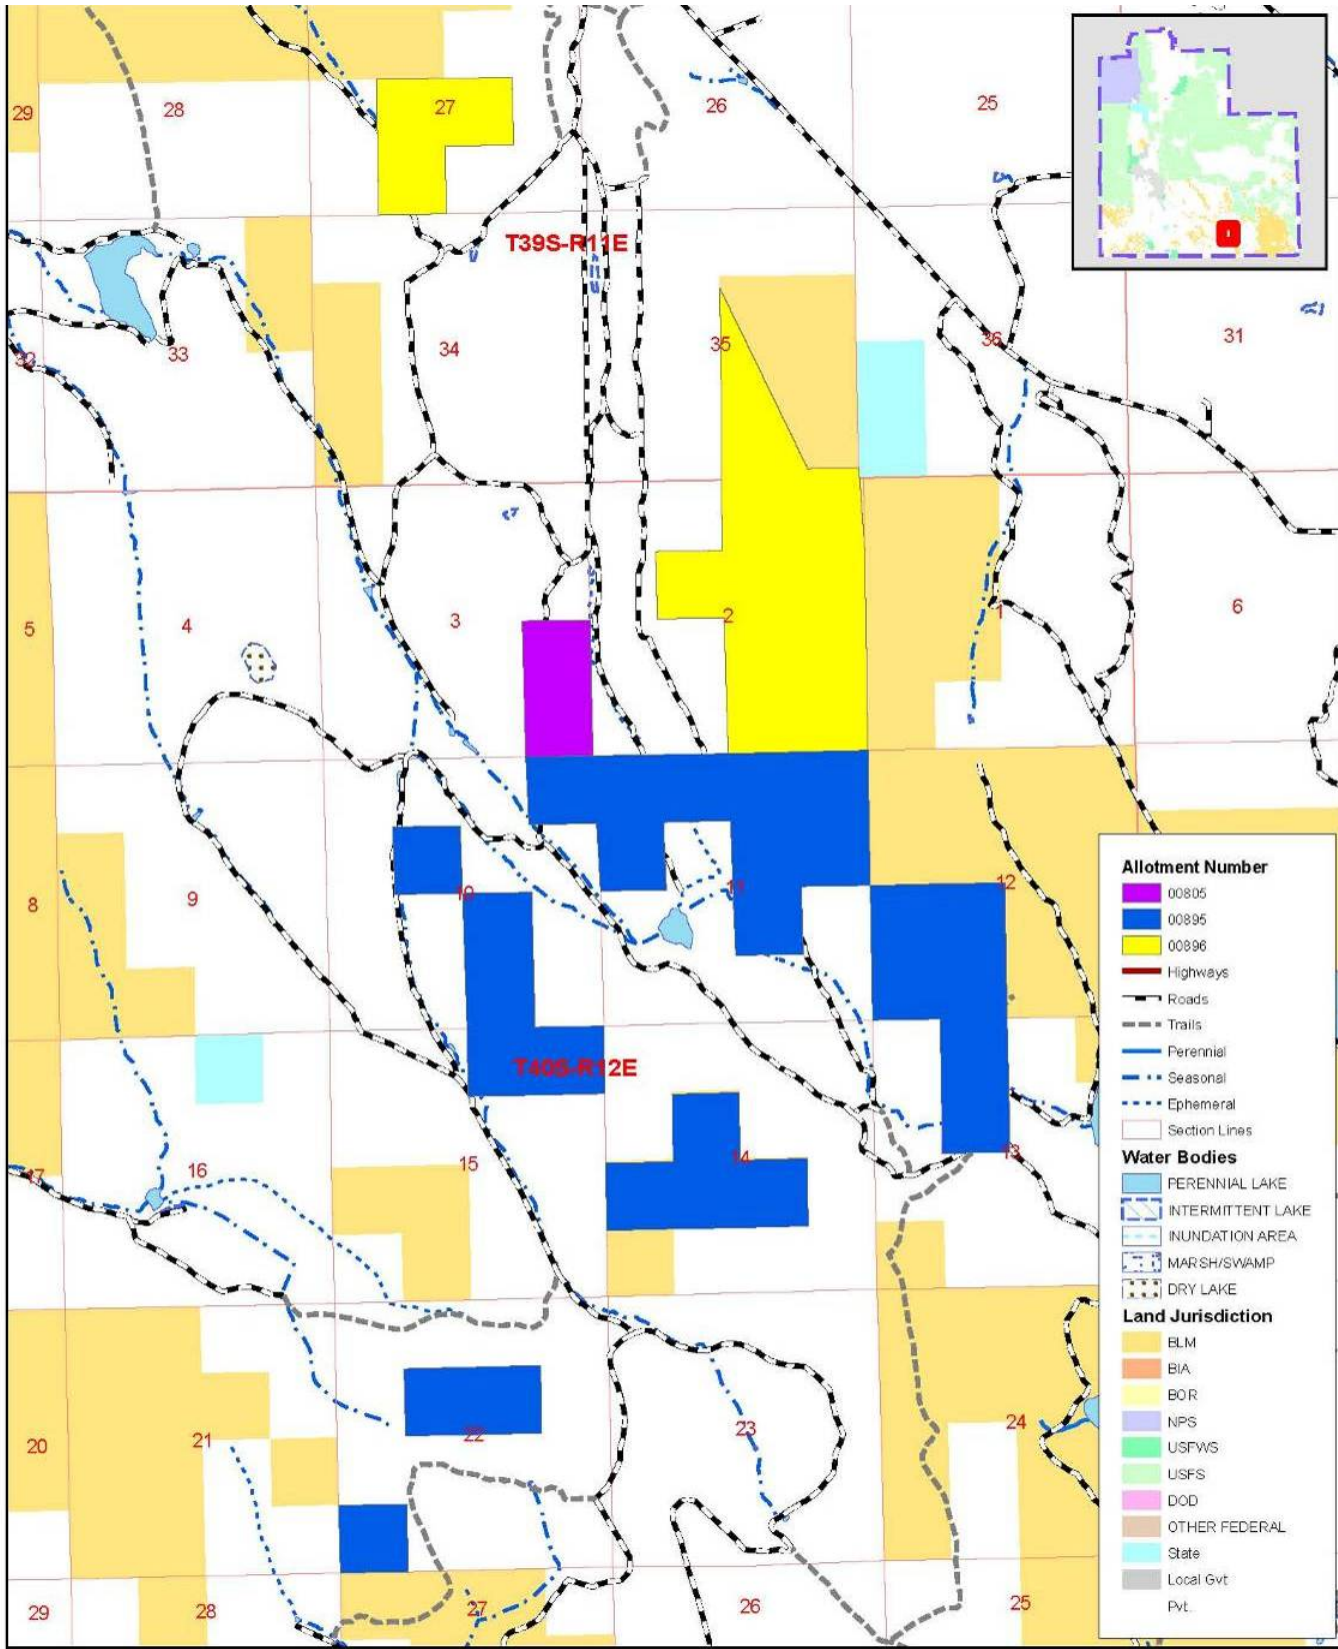 27
26
25
28
29
T39S-R11E
36
31
35
34
33
32
6
2
1
3
4
5
12
11
10
9
8
T40S-R12E
13
14
15
16
17
24
23
22
21
20
25
26
27
28
29
Allotment Number
00805
00895
00896
Highways
Roads
Trails
Perennial
Seasonal
Ephemeral
Section Lines
Water Bodies
PERENNIAL LAKE
INTERMITTENT LAKE
INUNDATION AREA
MARSH/SWAMP
DRY LAKE
Land Jurisdiction
BLM
BIA
BOR
NPS
USFWS
USFS
DOD
OTHER FEDERAL
State
Local Gvt
Pvt.